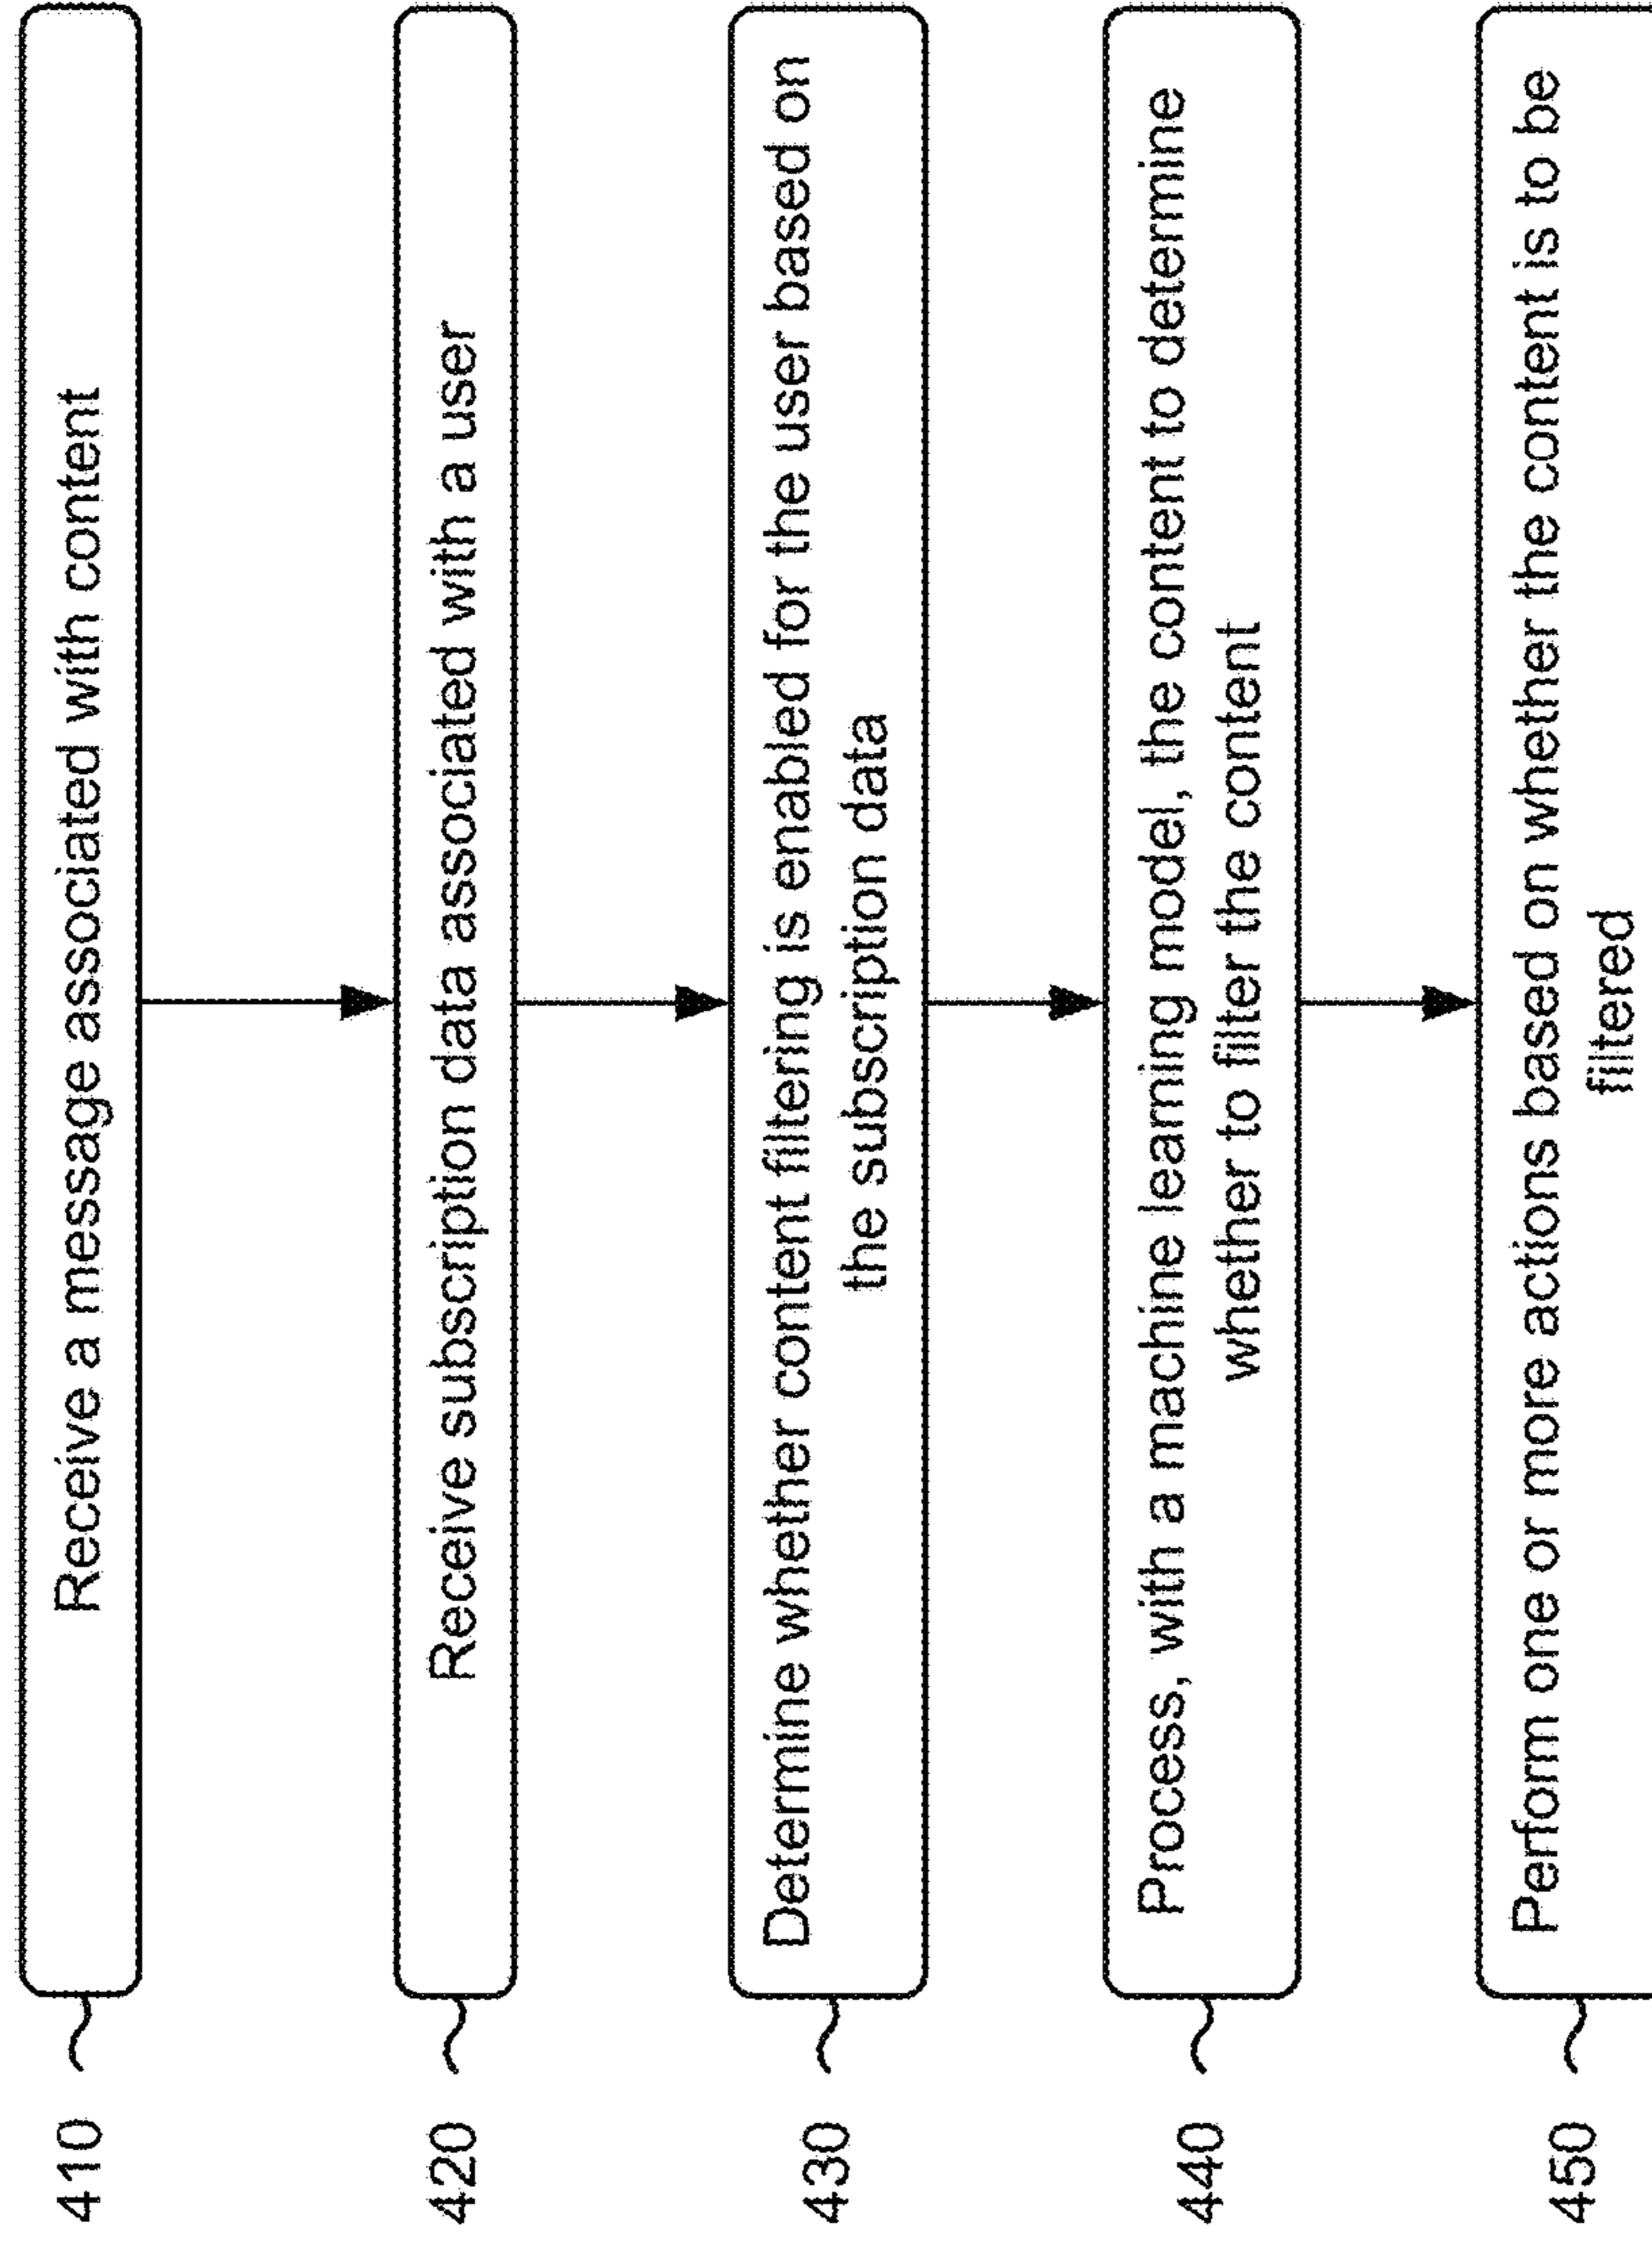 410
Receive a message associated with content
420
Receive subscription data associated with a user
430
Determine whether content filtering is enabled for the user based on
the subscription data
440
Process, with a machine learning model, the content to determine
whether to filter the content
450
Perform one or more actions based on whether the content is to be
filtered